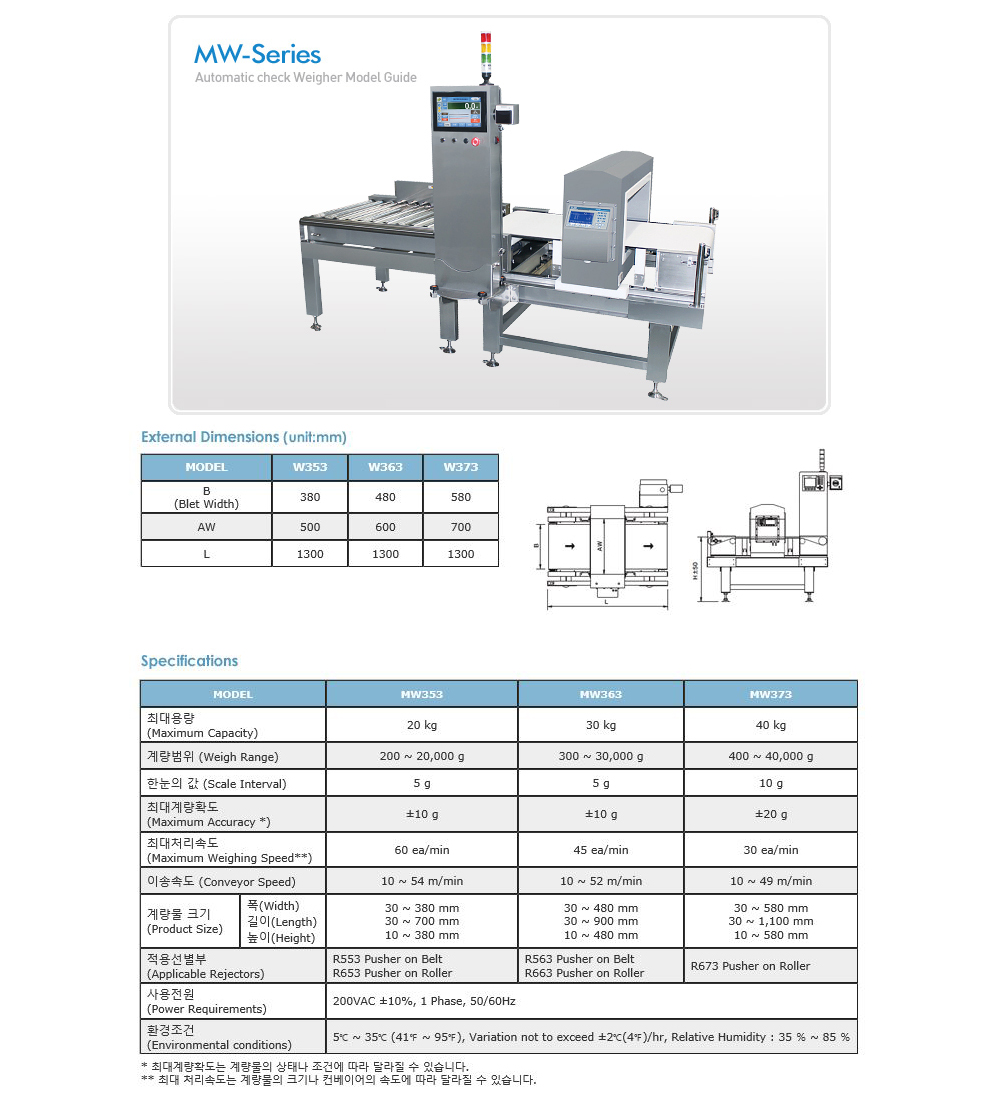 MW-Series
Automatic check Weigher Model Guide
0.0
External Dimensions (unit:mm)
MODEL W353 W363 W373
B
(Blet Width) 380 480 580
AW 500 600 700
L 1300 1300 1300
B
AW
L
H±50
Specifications
MODEL MW353 MW363 MW373
최대용량
(Maximum Capacity) 20 kg 30 kg 40 kg
계량범위 (Weigh Range) 200 ~ 20,000 g 300 ~ 30,000 g 400 ~ 40,000 g
한눈의 값 (Scale Interval) 5 g 5 g 10 g
최대계량확도
(Maximum Accuracy *) ±10 g ±10 g ±20 g
최대처리속도
(Maximum Weighing Speed**) 60 ea/min 45 ea/min 30 ea/min
이송속도 (Conveyor Speed) 10 ~ 54 m/min 10 ~ 52 m/min 10 ~ 49 m/min
계량물 크기
(Product Size)
폭(Width) 30 ~ 380 mm 30 ~ 480 mm 30 ~ 580 mm
길이(Length) 30 ~ 700 mm 30 ~ 900 mm 30 ~ 1,100 mm
높이(Height) 10 ~ 380 mm 10 ~ 480 mm 10 ~ 580 mm
적용선별부
(Applicable Rejectors)
R553 Pusher on Belt R563 Pusher on Belt
R653 Pusher on Roller R663 Pusher on Roller R673 Pusher on Roller
사용전원
(Power Requirements) 200VAC ±10%, 1 Phase, 50/60Hz
환경조건
(Environmental conditions) 5℃ ~ 35℃ (41℉ ~ 95℉), Variation not to exceed ±2℃(4℉)/hr, Relative Humidity : 35 % ~ 85 %
* 최대계량확도는 계량물의 상태나 조건에 따라 달라질 수 있습니다.
** 최대 처리속도는 계량물의 크기나 컨베이어의 속도에 따라 달라질 수 있습니다.